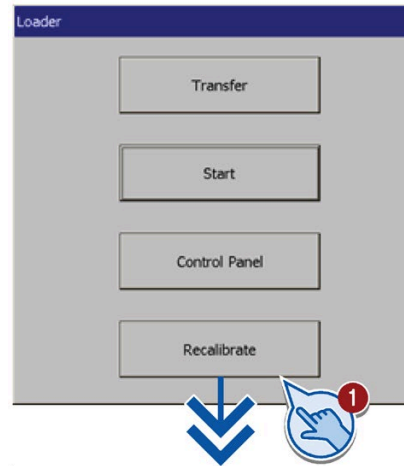 Loader
Transfer
Start
Control Panel
Recalibrate
1